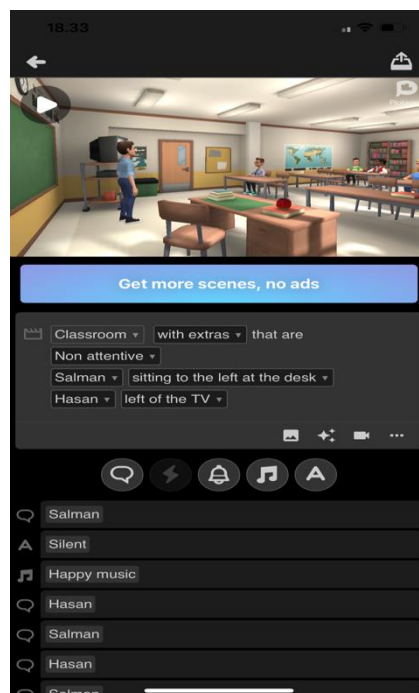 18.33
Get more scenes, no ads
Classroom with extras that are
Non attentive
Salman sitting to the left at the desk
Hasan left of the TV
A
Salman
A Silent
Happy music
Hasan
Salman
Hasan
Salman